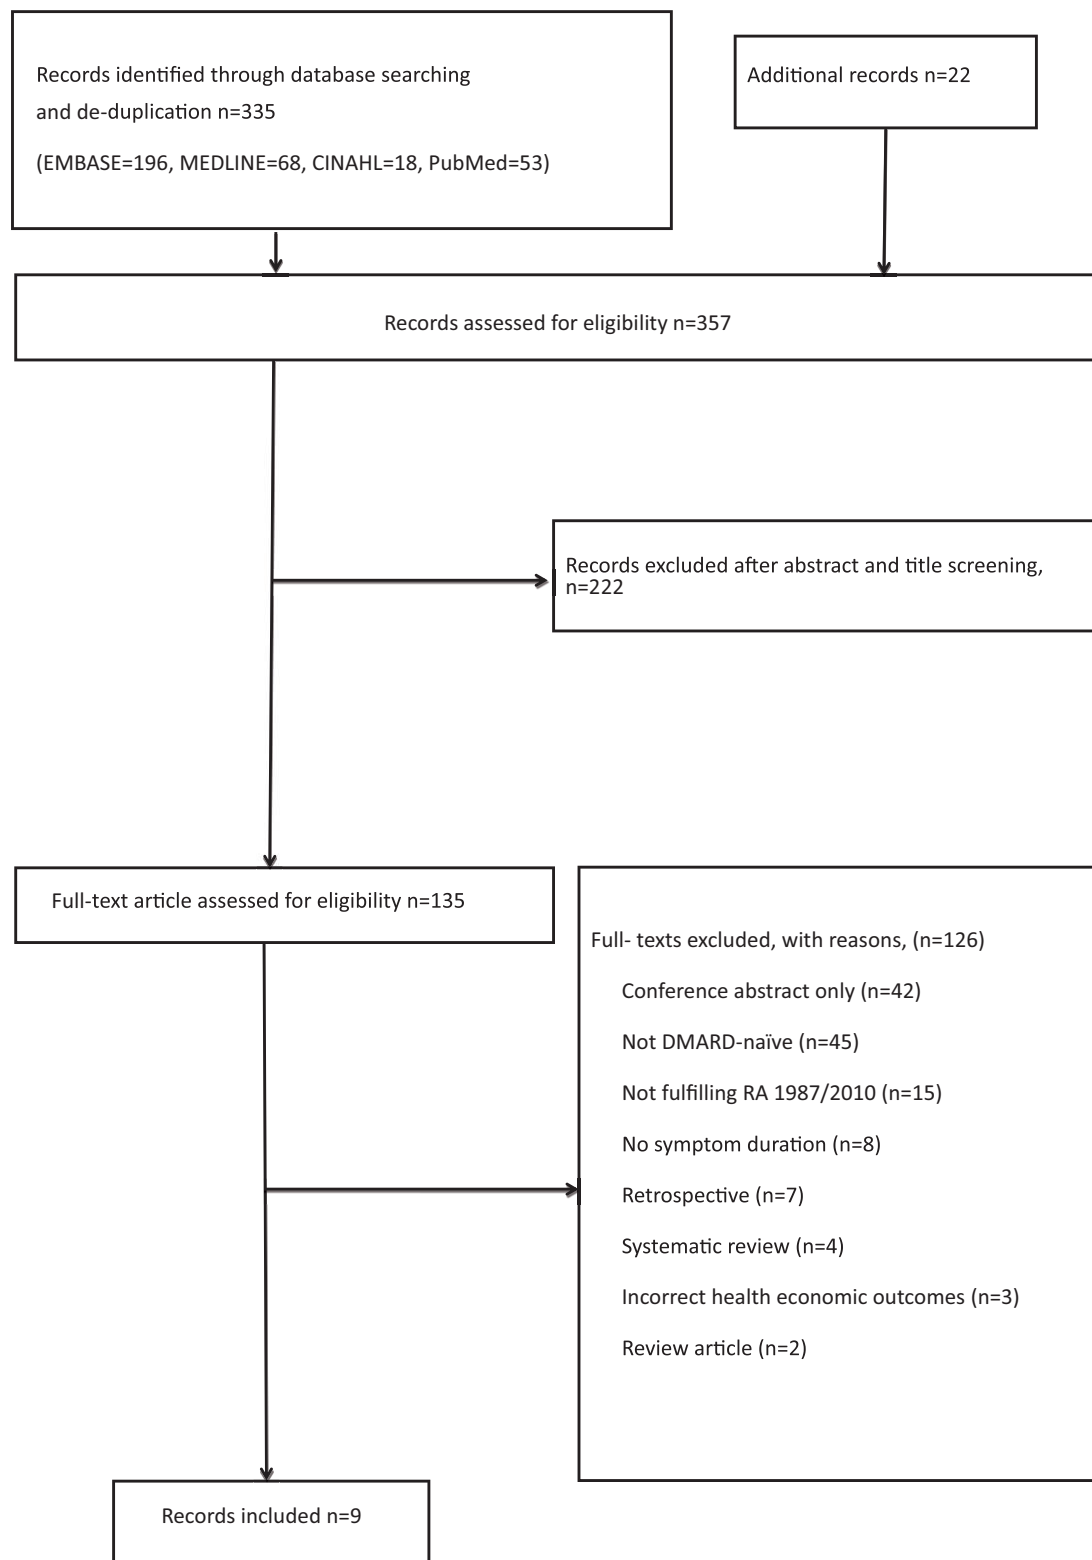 Records identified through database searching
and de-duplication n=335
(EMBASE=196, MEDLINE=68, CINAHL=18, PubMed=53)
Additional records n=22
Records assessed for eligibility n=357
Records excluded after abstract and title screening,
n=222
Full-text article assessed for eligibility n=135
Full- texts excluded, with reasons, (n=126)
Conference abstract only (n=42)
Not DMARD-naïve (n=45)
Not fulfilling RA 1987/2010 (n=15)
No symptom duration (n=8)
Retrospective (n=7)
Systematic review (n=4)
Incorrect health economic outcomes (n=3)
Review article (n=2)
Records included n=9